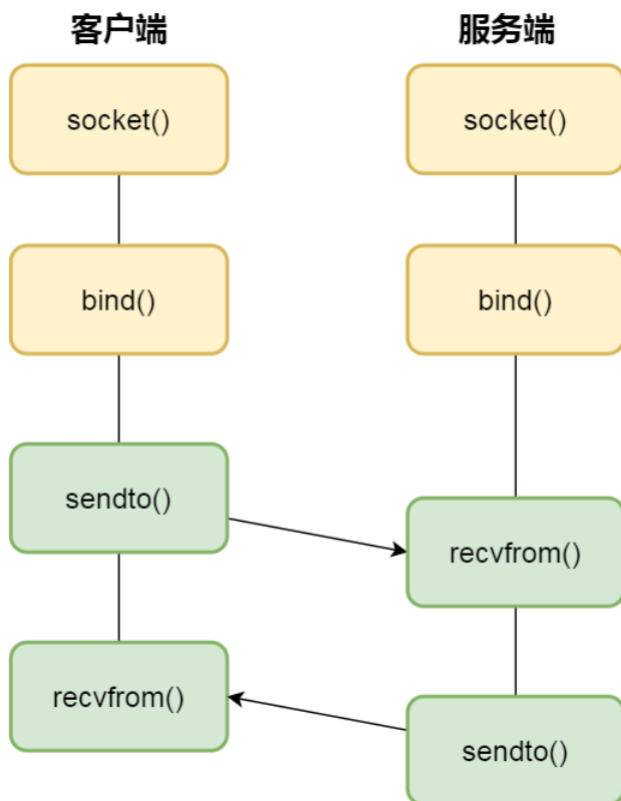 客户端
服务端
socket()
socket()
bind()
bind()
sendto()
recvfrom()
recvfrom()
sendto()